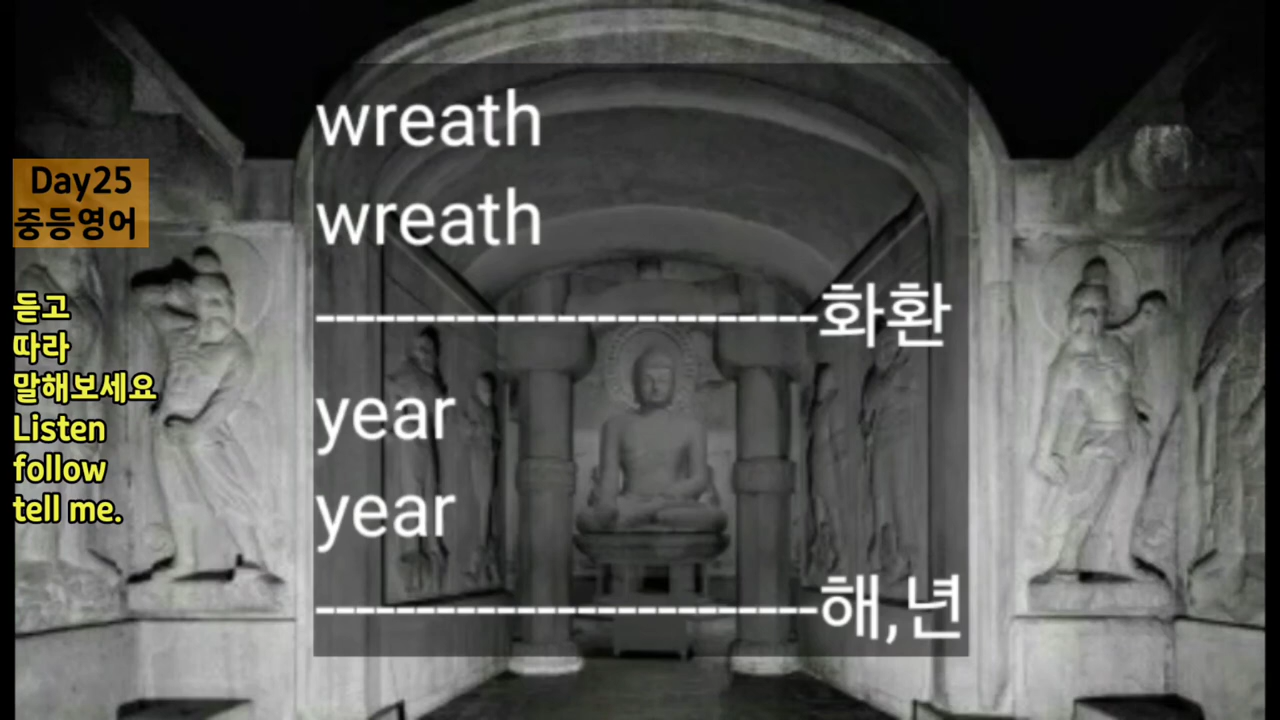 Day25
중등영어
듣고
따라
말해보세요
Listen
follow
tell me.
wreath
wreath
-------------------------화환
year
year
-------------------------해,년